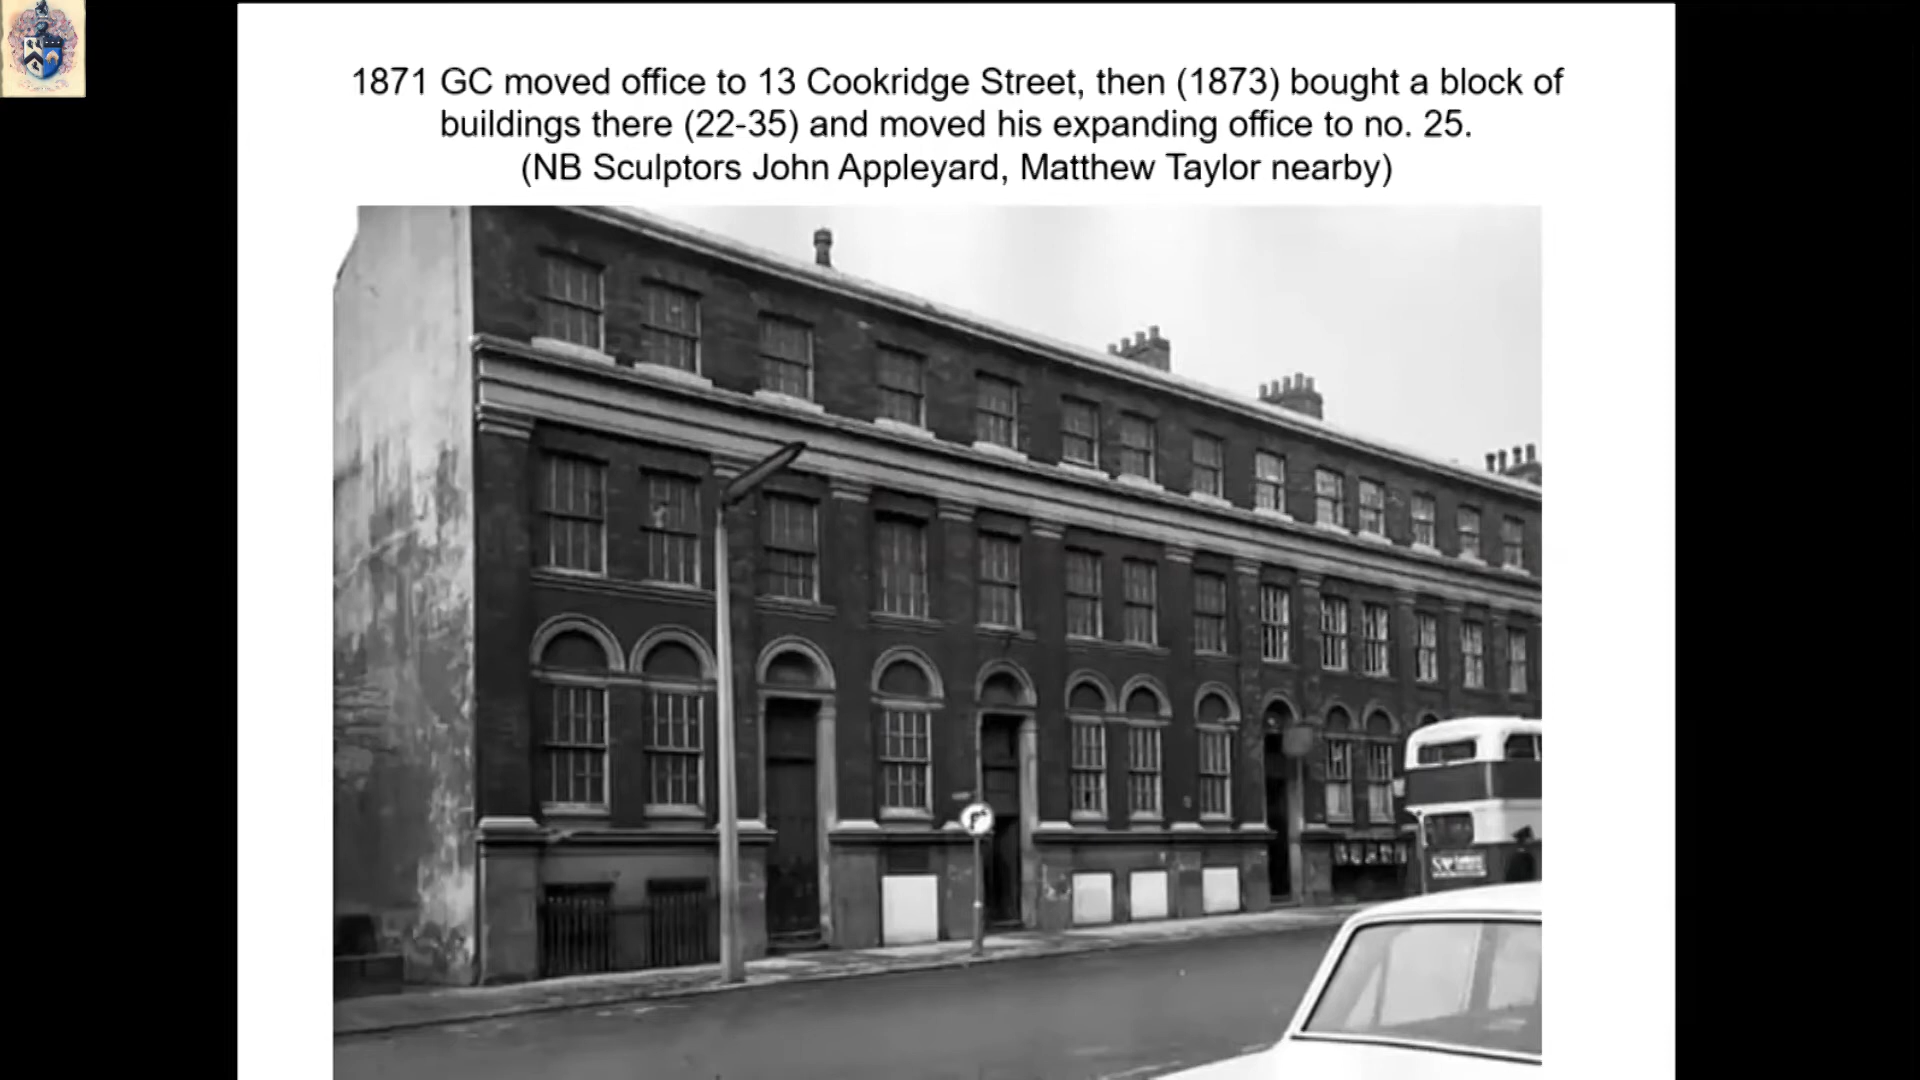 1871 GC moved office to 13 Cookridge Street, then (1873) bought a block of
buildings there (22-35) and moved his expanding office to no. 25.
(NB Sculptors John Appleyard, Matthew Taylor nearby)